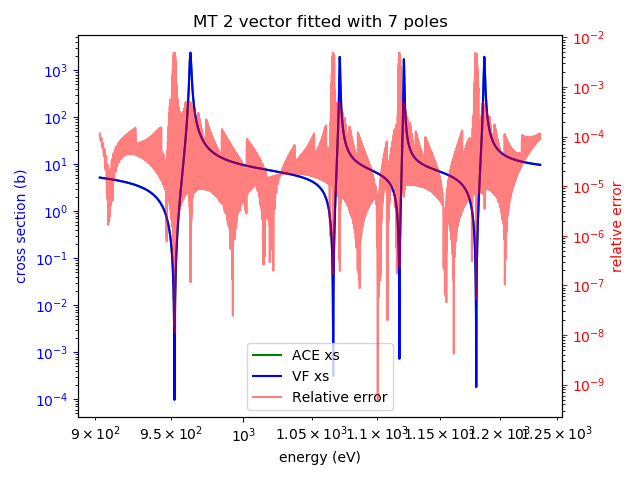 MT 2 vector fitted with 7 poles
cross section (b)
10³
10²
10¹
10⁰
10⁻¹
10⁻²
10⁻³
10⁻⁴
10⁻²
10⁻³
10⁻⁴
10⁻⁵
10⁻⁶
10⁻⁷
10⁻⁸
10⁻⁹
relative error
ACE xs
VF xs
Relative error
9 × 10² 9.5 × 10² 10³ 1.05 × 10³ 1.1 × 10³ 1.15 × 10³ 1.2 × 10³ 1.25 × 10³
energy (eV)